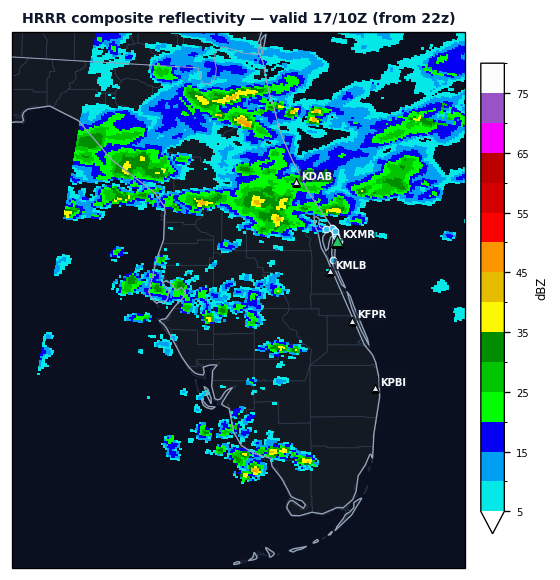 HRRR composite reflectivity — valid 17/10Z (from 22z)
KDAB
KXMR
KMLB
KFPR
KPBI
75
65
55
45
35
25
15
5
dBZ